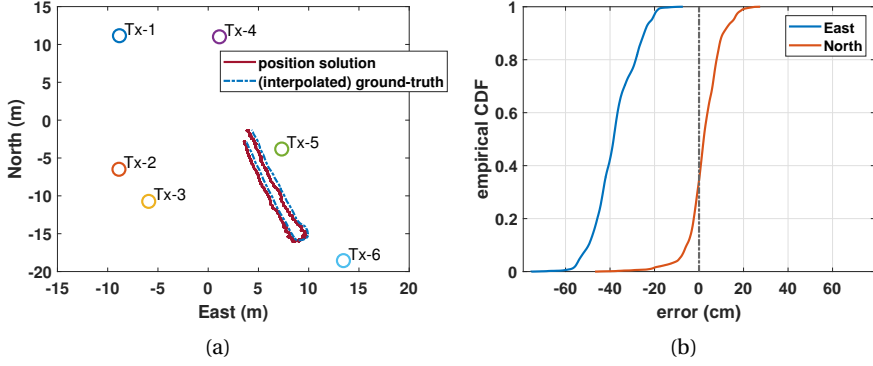 15
10
5
0
-5
-10
-15
-20
North (m)
-15
-10
-5
0
5
10
15
20
East (m)
Tx-1
Tx-4
position solution
(interpolated) ground-truth
Tx-5
Tx-2
Tx-3
Tx-6
(a)
1
0.8
0.6
0.4
0.2
0
empirical CDF
-60
-40
-20
0
20
40
60
error (cm)
East
North
(b)